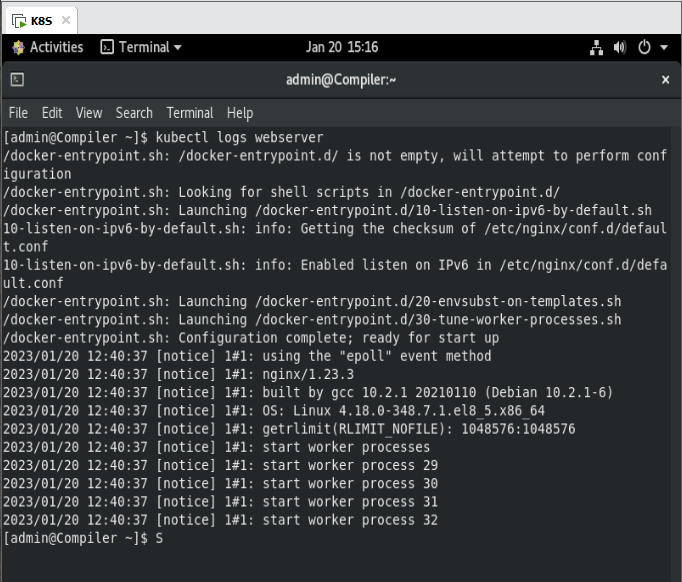 K8S
Activities Terminal Jan 20 15:16
admin@Compiler:~
File Edit View Search Terminal Help
[admin@Compiler ~]$ kubectl logs webserver
/docker-entrypoint.sh: /docker-entrypoint.d/ is not empty, will attempt to perform conf
iguration
/docker-entrypoint.sh: Looking for shell scripts in /docker-entrypoint.d/
/docker-entrypoint.sh: Launching /docker-entrypoint.d/10-listen-on-ipv6-by-default.sh
10-listen-on-ipv6-by-default.sh: info: Getting the checksum of /etc/nginx/conf.d/defaul
t.conf
10-listen-on-ipv6-by-default.sh: info: Enabled listen on IPv6 in /etc/nginx/conf.d/defa
ult.conf
/docker-entrypoint.sh: Launching /docker-entrypoint.d/20-envsubst-on-templates.sh
/docker-entrypoint.sh: Launching /docker-entrypoint.d/30-tune-worker-processes.sh
/docker-entrypoint.sh: Configuration complete; ready for start up
2023/01/20 12:40:37 [notice] 1#1: using the "epoll" event method
2023/01/20 12:40:37 [notice] 1#1: nginx/1.23.3
2023/01/20 12:40:37 [notice] 1#1: built by gcc 10.2.1 20210110 (Debian 10.2.1-6)
2023/01/20 12:40:37 [notice] 1#1: OS: Linux 4.18.0-348.7.1.el8_5.x86_64
2023/01/20 12:40:37 [notice] 1#1: getrlimit(RLIMIT_NOFILE): 1048576:1048576
2023/01/20 12:40:37 [notice] 1#1: start worker processes
2023/01/20 12:40:37 [notice] 1#1: start worker process 29
2023/01/20 12:40:37 [notice] 1#1: start worker process 30
2023/01/20 12:40:37 [notice] 1#1: start worker process 31
2023/01/20 12:40:37 [notice] 1#1: start worker process 32
[admin@Compiler ~]$ S